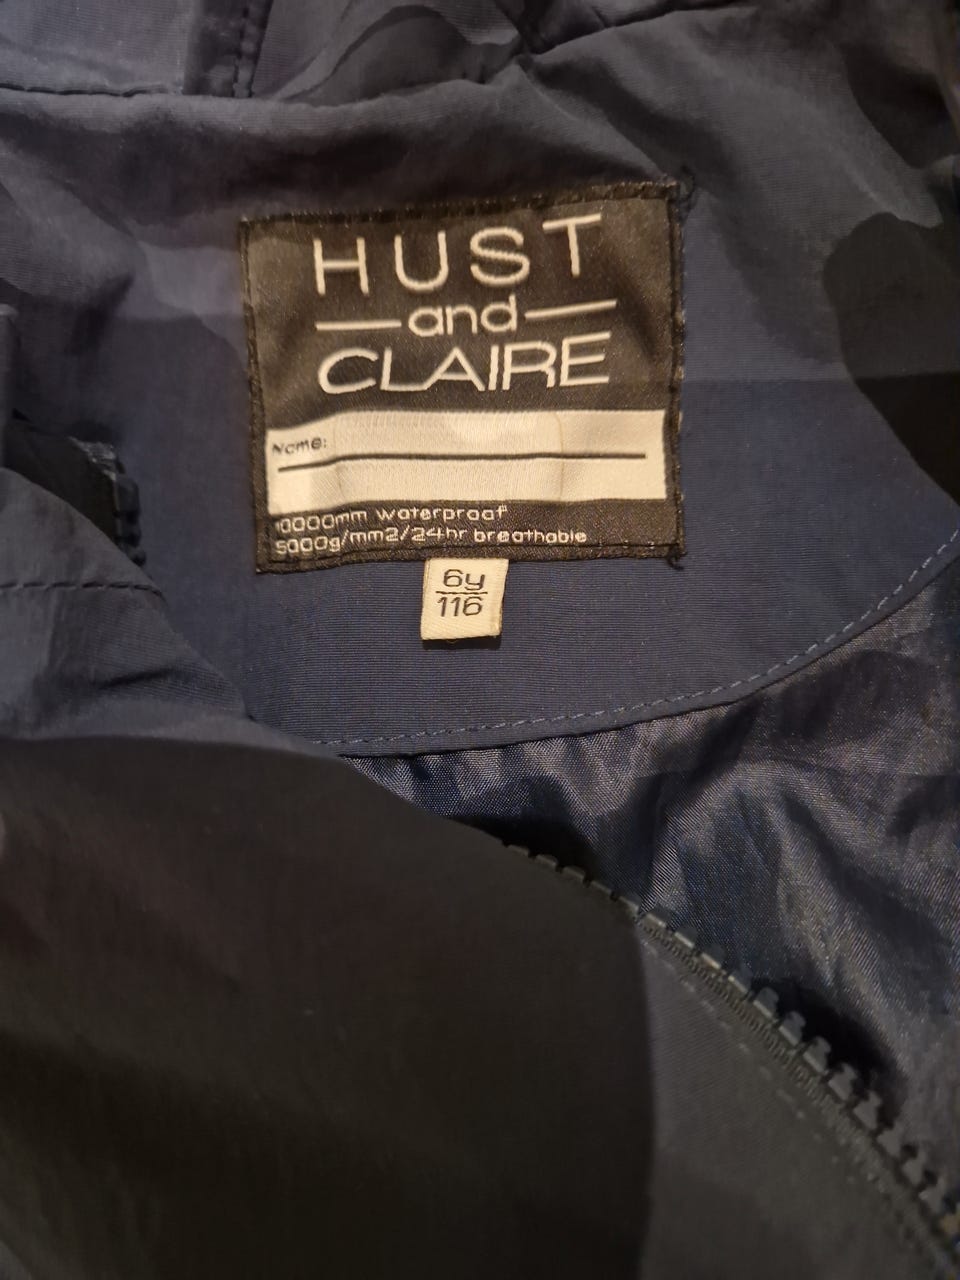 HUST
and
CLAIRE
Name:
10000mm waterproof
5000g/mm2/24hr breathable
6y
116